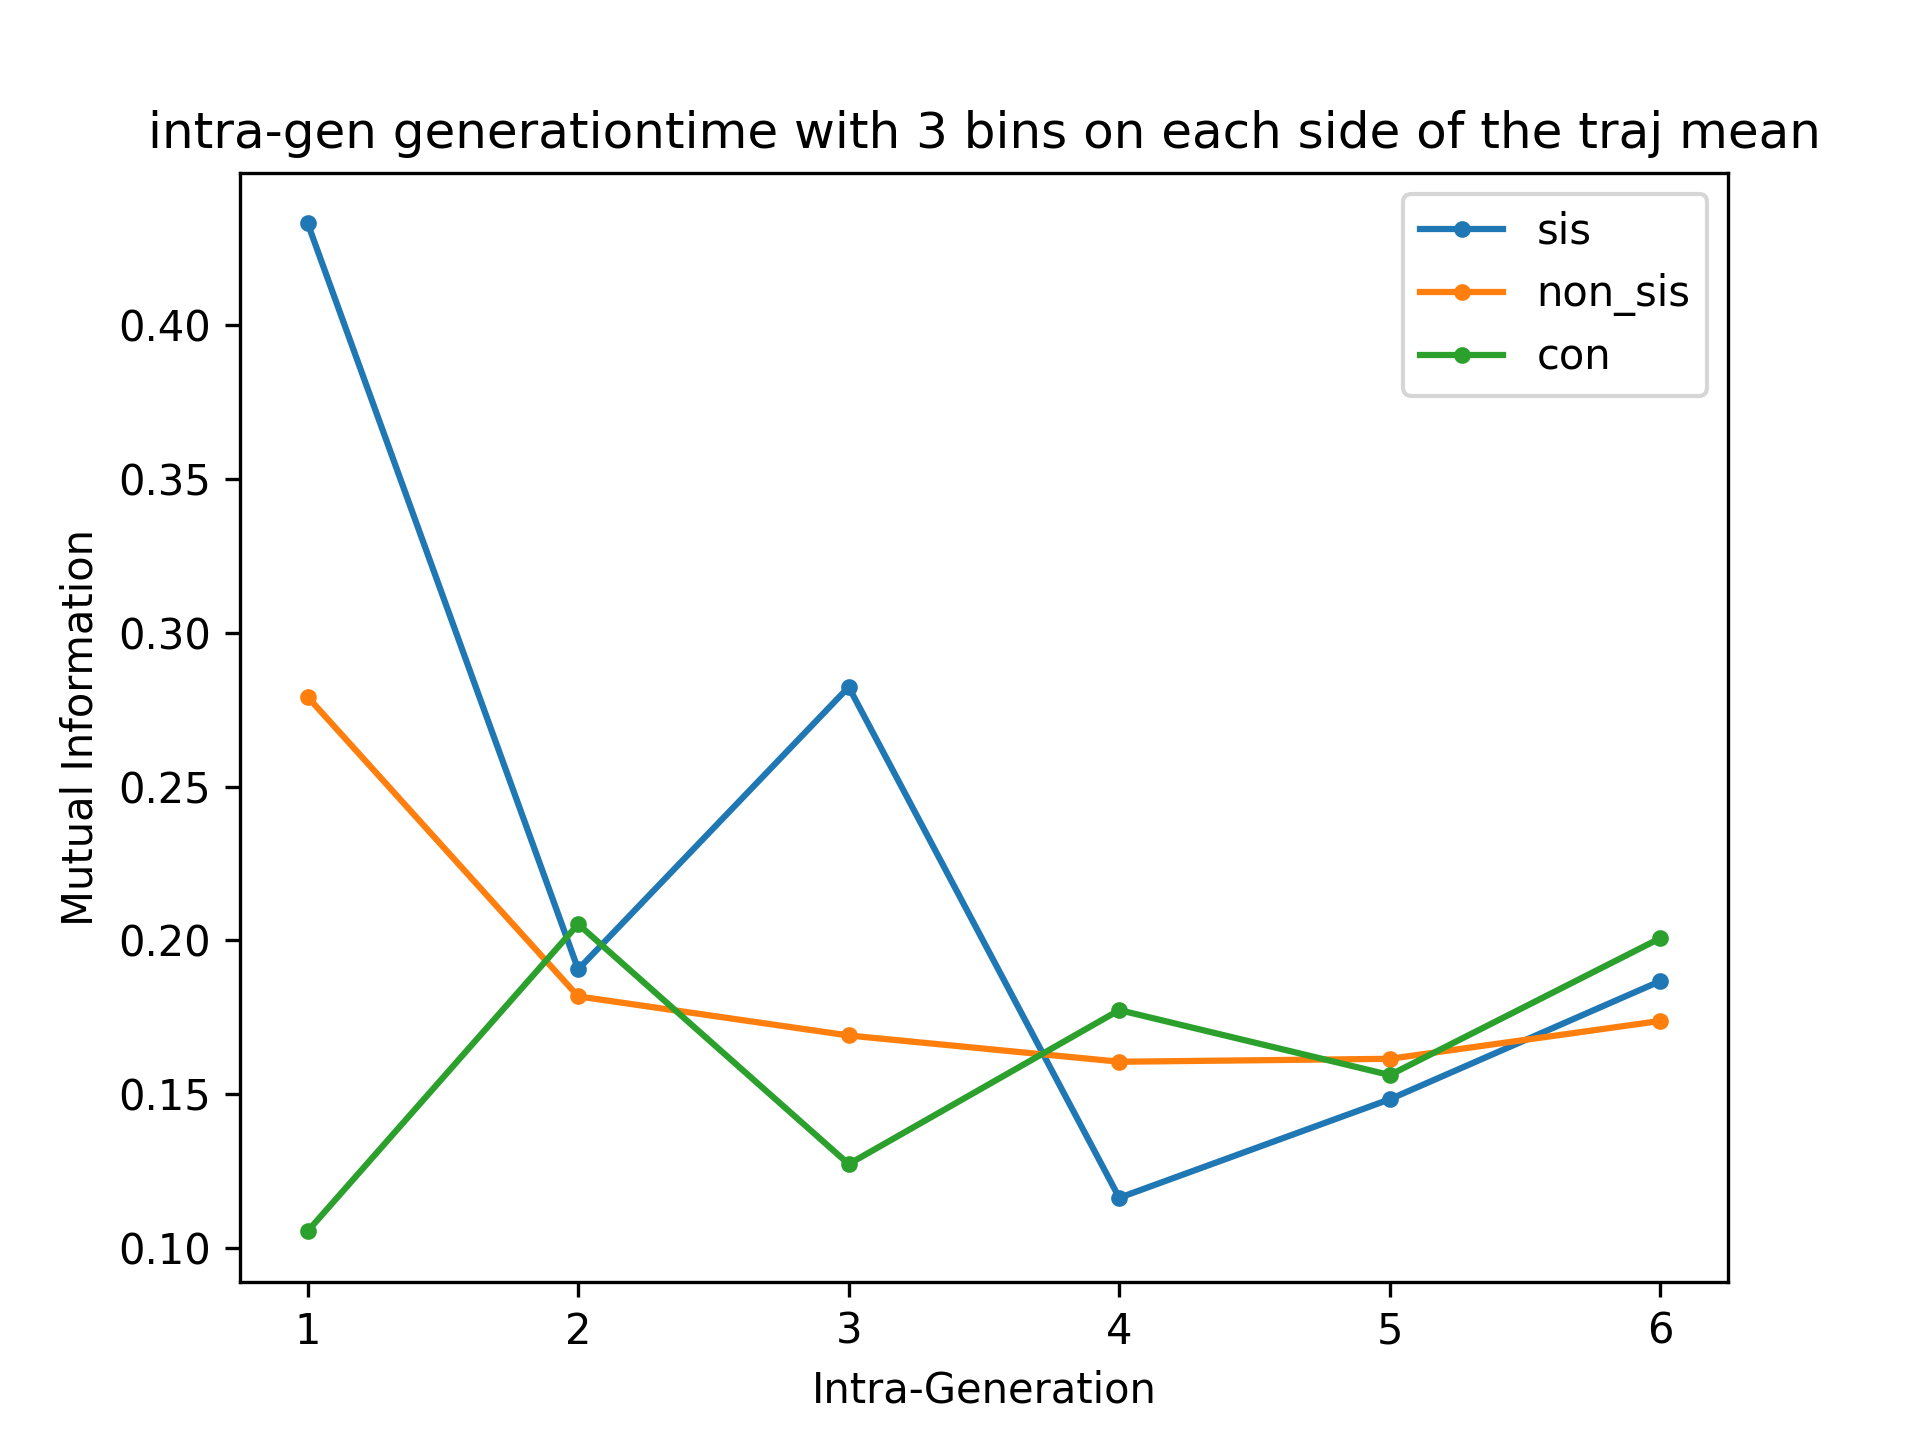 intra-gen generationtime with 3 bins on each side of the traj mean
sis
non_sis
con
Mutual Information
0.40
0.35
0.30
0.25
0.20
0.15
0.10
1 2 3 4 5 6
Intra-Generation